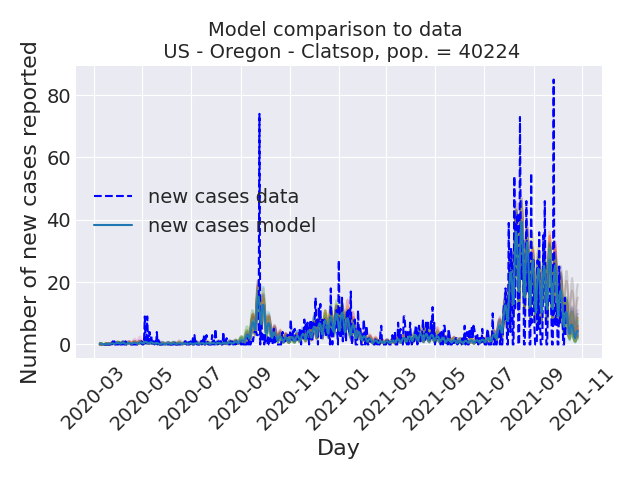 Model comparison to data
US - Oregon - Clatsop, pop. = 40224
Number of new cases reported
80
60
40
20
0
new cases data
new cases model
2020-03
2020-05
2020-07
2020-09
2020-11
2021-01
2021-03
2021-05
2021-07
2021-09
2021-11
Day